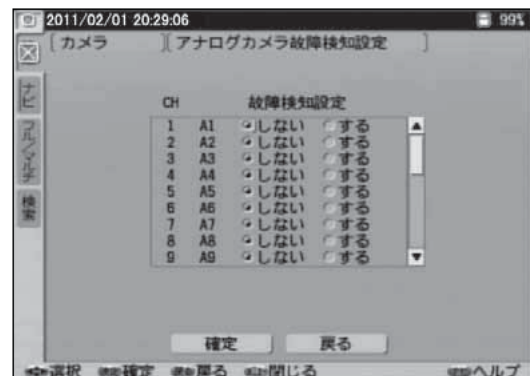 2011/02/01 20:29:06 99%
[カメラ ][アナログカメラ故障検知設定 ]
ナビ
フル/マルチ
検索
CH 故障検知設定
1 A1 しない する
2 A2 しない する
3 A3 しない する
4 A4 しない する
5 A5 しない する
6 A6 しない する
7 A7 しない する
8 A8 しない する
9 A9 しない する
確定 戻る
選択 確定 戻る 閉じる ヘルプ